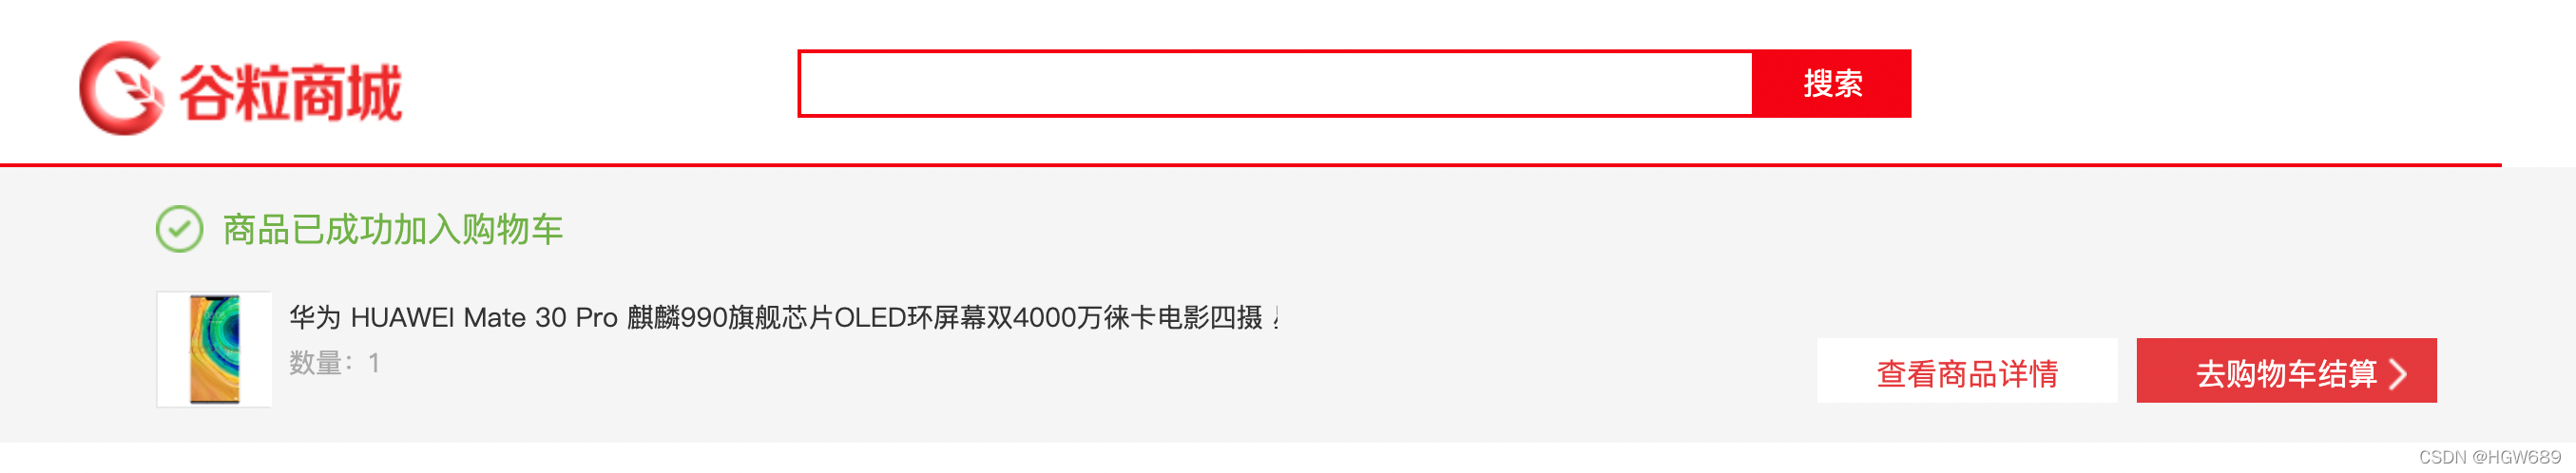 谷粒商城
搜索
商品已成功加入购物车
华为 HUAWEI Mate 30 Pro 麒麟990旗舰芯片OLED环屏幕双4000万徕卡电影四摄
数量：1
查看商品详情
去购物车结算
CSDN @HGW689